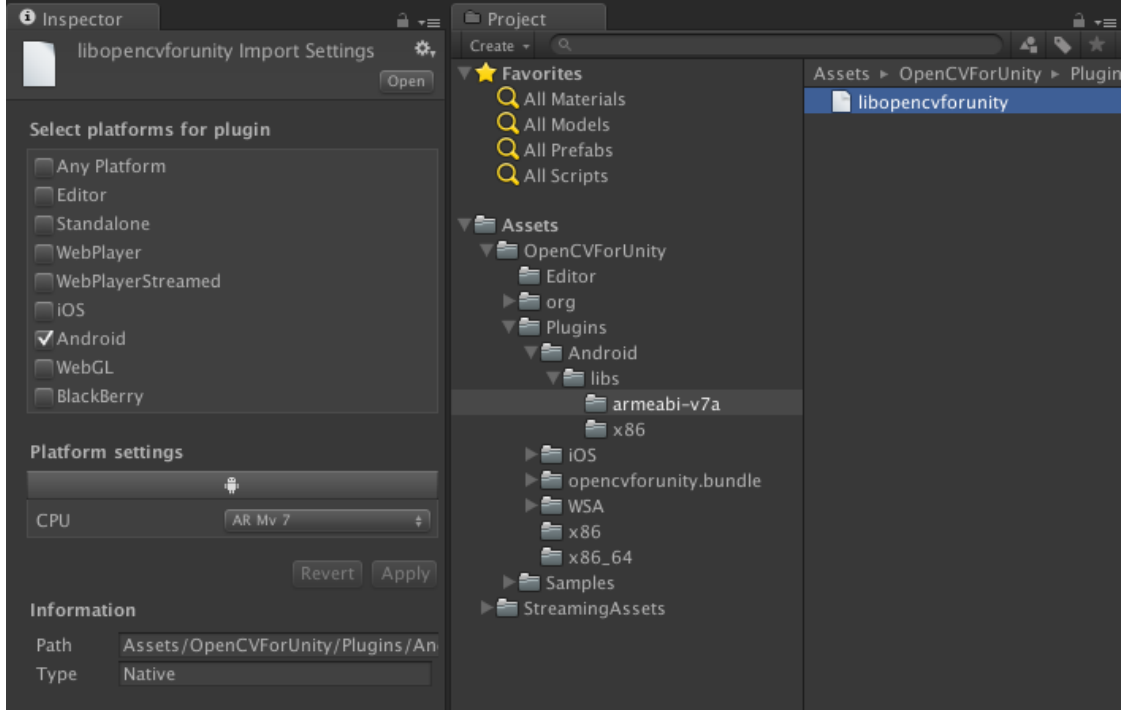 Inspector
libopencvforunity Import Settings
Open
Select platforms for plugin
Any Platform
Editor
Standalone
WebPlayer
WebPlayerStreamed
iOS
Android
WebGL
BlackBerry
Platform settings
CPU
AR Mv 7
Revert
Apply
Information
Path
Assets/OpenCVForUnity/Plugins/An
Type
Native
Project
Create
Favorites
All Materials
All Models
All Prefabs
All Scripts
Assets
OpenCVForUnity
Editor
org
Plugins
Android
libs
armeabi-v7a
x86
iOS
opencvforunity.bundle
WSA
x86
x86_64
Samples
StreamingAssets
Assets ▸ OpenCVForUnity ▸ Plugin
libopencvforunity